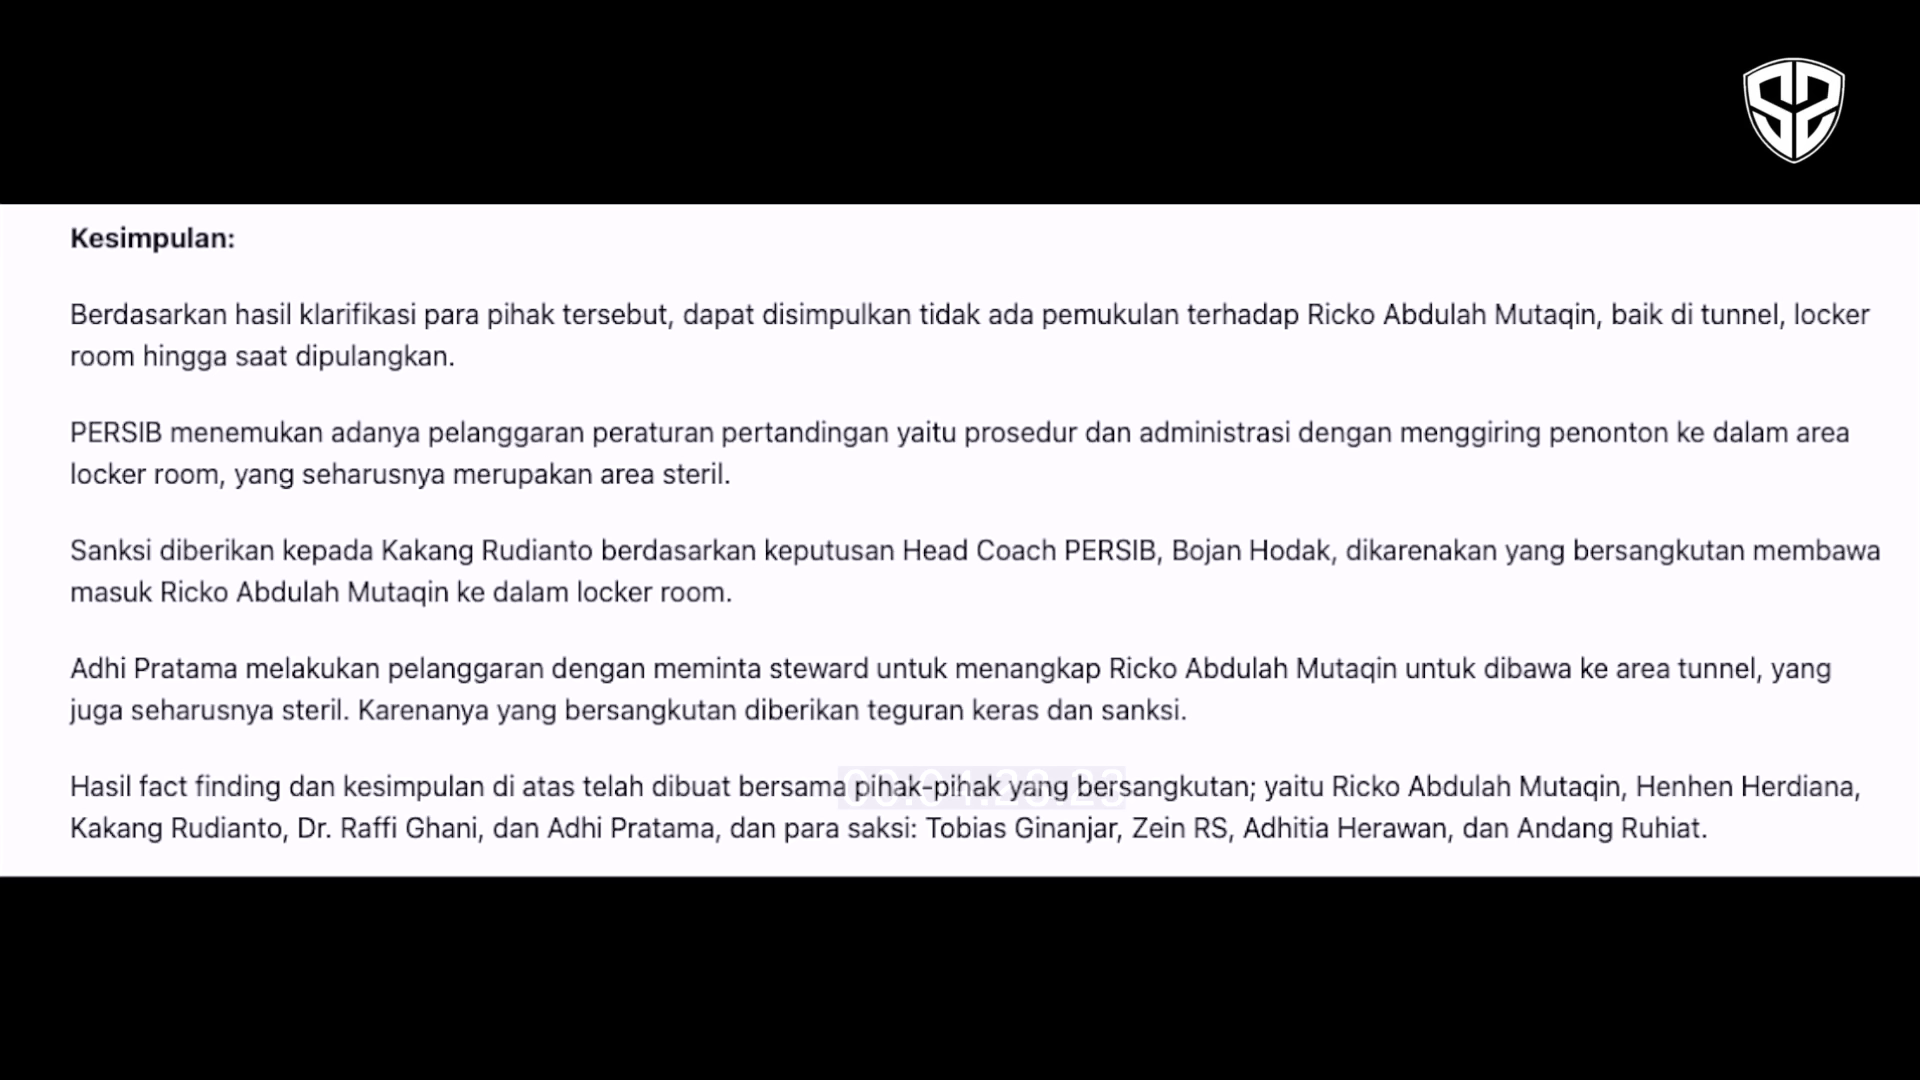 Kesimpulan:
Berdasarkan hasil klarifikasi para pihak tersebut, dapat disimpulkan tidak ada pemukulan terhadap Ricko Abdulah Mutaqin, baik di tunnel, locker
room hingga saat dipulangkan.
PERSIB menemukan adanya pelanggaran peraturan pertandingan yaitu prosedur dan administrasi dengan menggiring penonton ke dalam area
locker room, yang seharusnya merupakan area steril.
Sanksi diberikan kepada Kakang Rudianto berdasarkan keputusan Head Coach PERSIB, Bojan Hodak, dikarenakan yang bersangkutan membawa
masuk Ricko Abdulah Mutaqin ke dalam locker room.
Adhi Pratama melakukan pelanggaran dengan meminta steward untuk menangkap Ricko Abdulah Mutaqin untuk dibawa ke area tunnel, yang
juga seharusnya steril. Karenanya yang bersangkutan diberikan teguran keras dan sanksi.
Hasil fact finding dan kesimpulan di atas telah dibuat bersama pihak-pihak yang bersangkutan; yaitu Ricko Abdulah Mutaqin, Henhen Herdiana,
Kakang Rudianto, Dr. Raffi Ghani, dan Adhi Pratama, dan para saksi: Tobias Ginanjar, Zein RS, Adhitia Herawan, dan Andang Ruhiat.